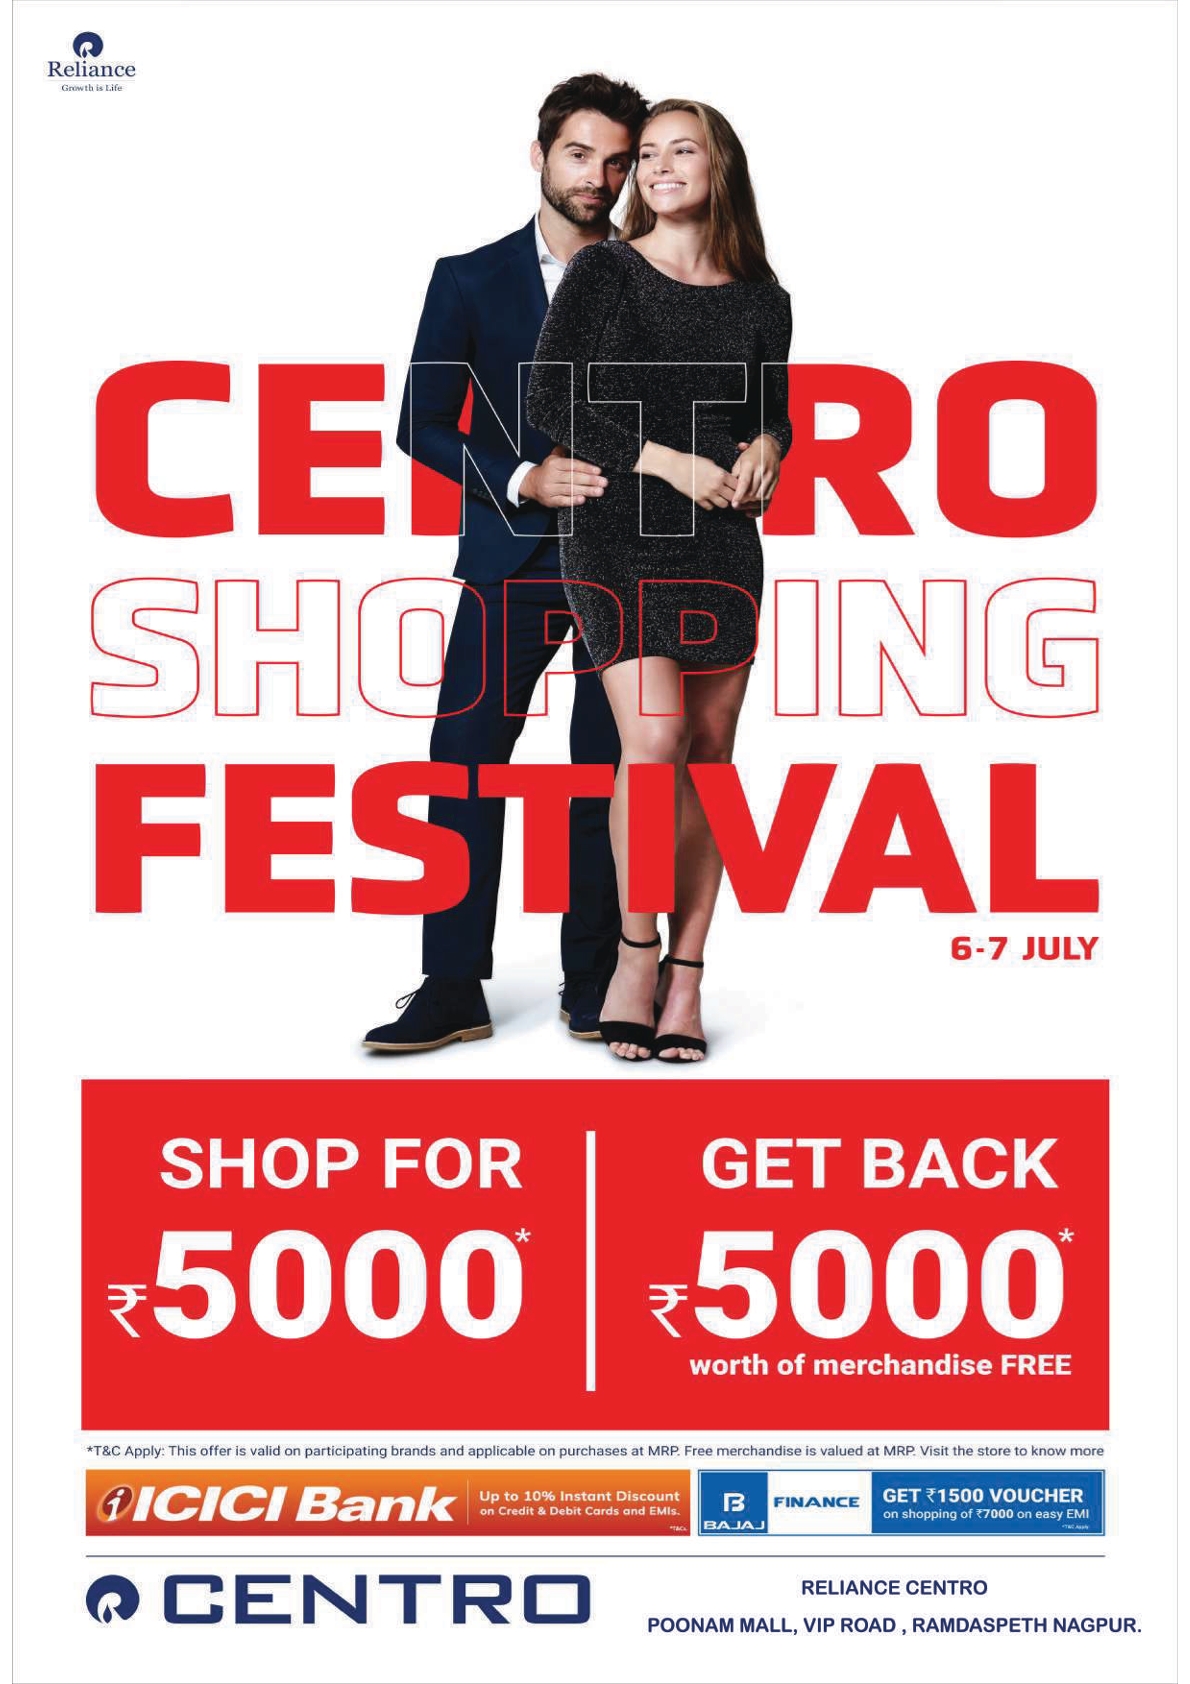 Reliance
Growth is Life
CENTRO
SHOPPING
FESTIVAL
6-7 JULY
SHOP FOR
₹5000*
GET BACK
₹5000*
worth of merchandise FREE
*T&C Apply: This offer is valid on participating brands and applicable on purchases at MRP. Free merchandise is valued at MRP. Visit the store to know more
ICICI Bank
Up to 10% Instant Discount
on Credit & Debit Cards and EMIs.
*T&Cs.
B
BAJAJ
FINANCE
GET ₹1500 VOUCHER
on shopping of ₹7000 on easy EMI
*T&C Apply
CENTRO
RELIANCE CENTRO
POONAM MALL, VIP ROAD , RAMDASPETH NAGPUR.